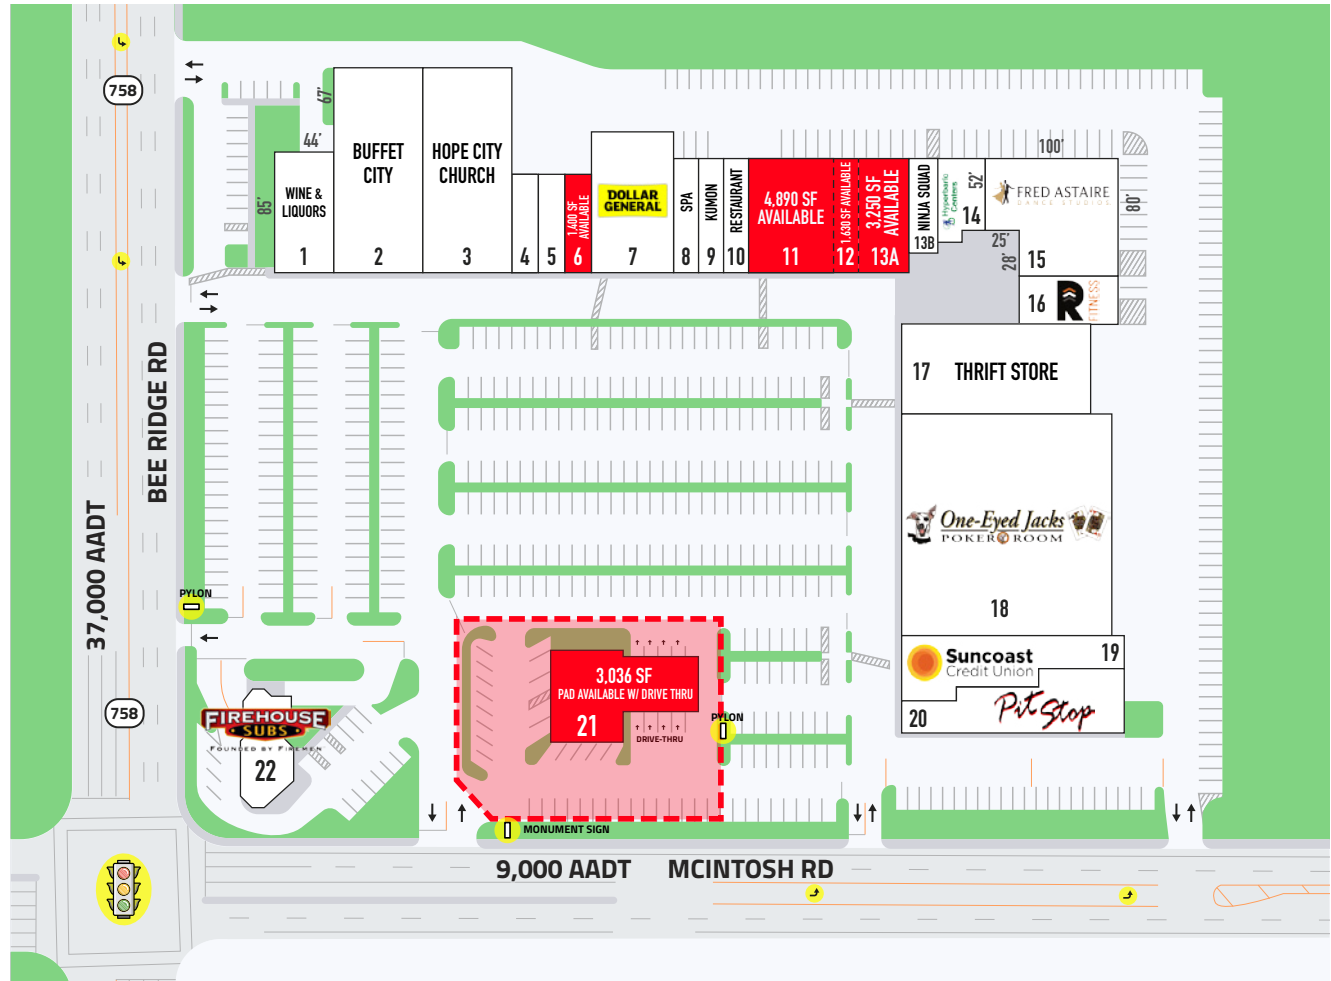 758
37,000 AADT
BEE RIDGE RD
758
67'
44'
85'
WINE &
LIQUORS
1
BUFFET
CITY
2
HOPE CITY
CHURCH
3
4
5
1,400 SF
AVAILABLE
6
DOLLAR
GENERAL
7
SPA
8
KUMON
9
RESTAURANT
10
4,890 SF
AVAILABLE
11
1,630 SF AVAILABLE
12
3,250 SF
AVAILABLE
13A
NINJA SQUAD
13B
Hyperbaric
Centers
52'
14
100'
FRED ASTAIRE
DANCE STUDIOS
80'
25'
28'
15
16
R
FITNESS
17
THRIFT STORE
One-Eyed Jacks
POKER ROOM
18
Suncoast
Credit Union
19
20
Pit Stop
PYLON
FIREHOUSE
SUBS
FOUNDED BY FIREMEN
22
3,036 SF
PAD AVAILABLE W/ DRIVE THRU
21
DRIVE-THRU
PYLON
MONUMENT SIGN
9,000 AADT
MCINTOSH RD